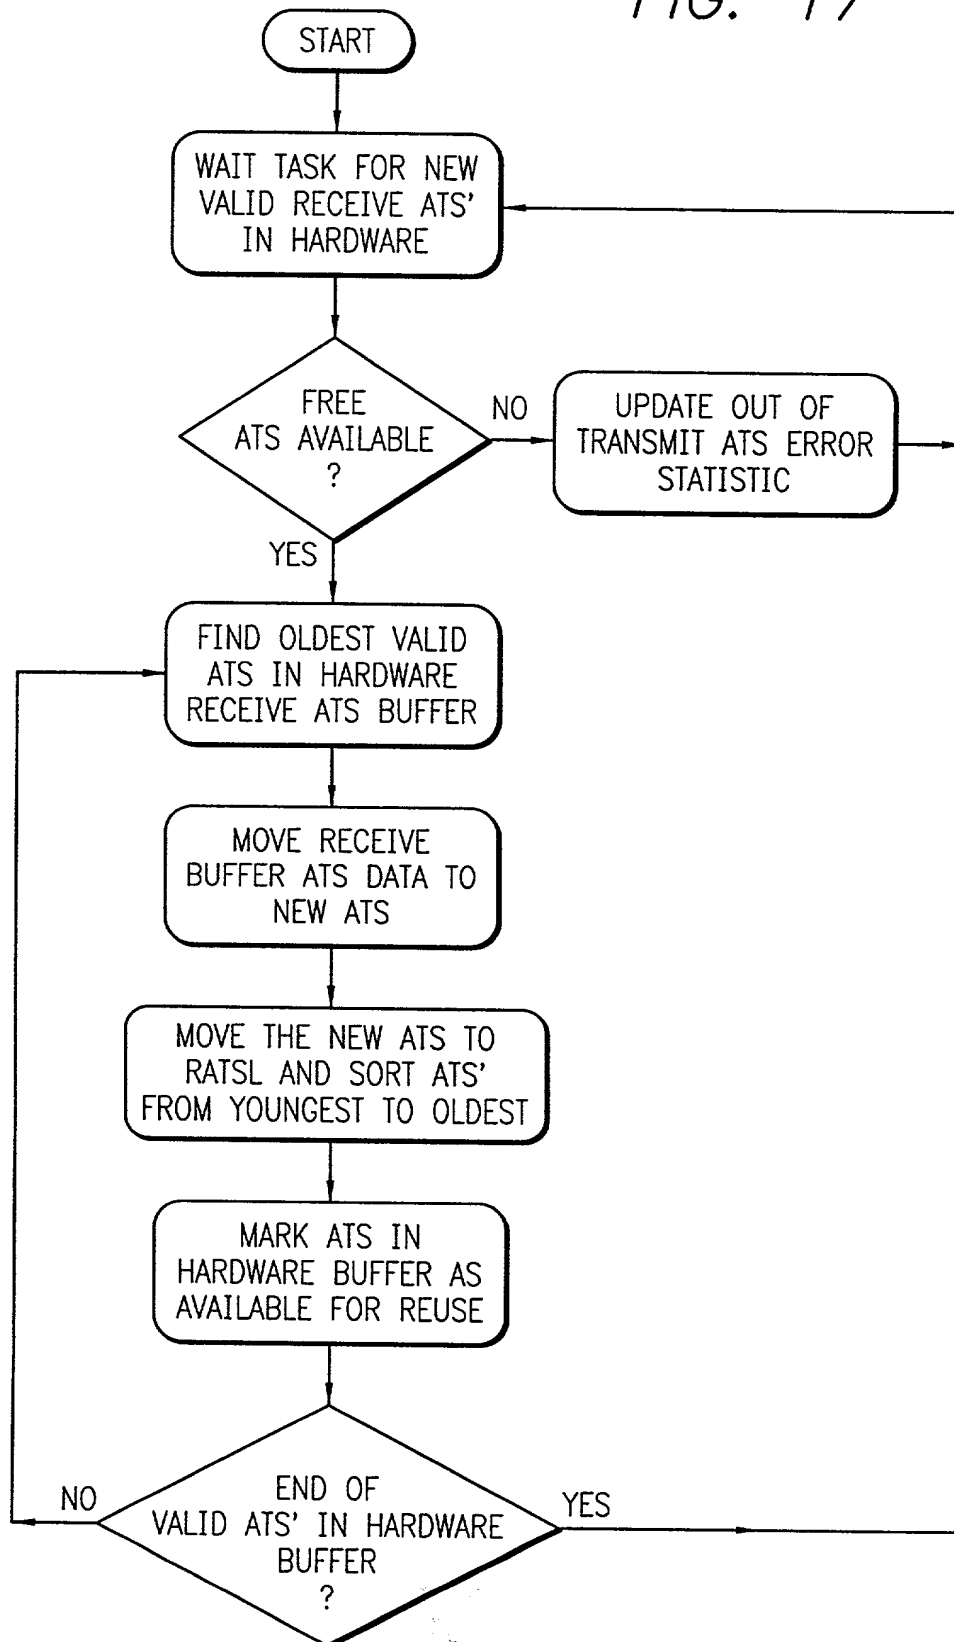 START
WAIT TASK FOR NEW
VALID RECEIVE ATS'
IN HARDWARE
FREE
ATS AVAILABLE
?
NO
UPDATE OUT OF
TRANSMIT ATS ERROR
STATISTIC
YES
FIND OLDEST VALID
ATS IN HARDWARE
RECEIVE ATS BUFFER
MOVE RECEIVE
BUFFER ATS DATA TO
NEW ATS
MOVE THE NEW ATS TO
RATSL AND SORT ATS'
FROM YOUNGEST TO OLDEST
MARK ATS IN
HARDWARE BUFFER AS
AVAILABLE FOR REUSE
NO
END OF
VALID ATS' IN HARDWARE
BUFFER
?
YES